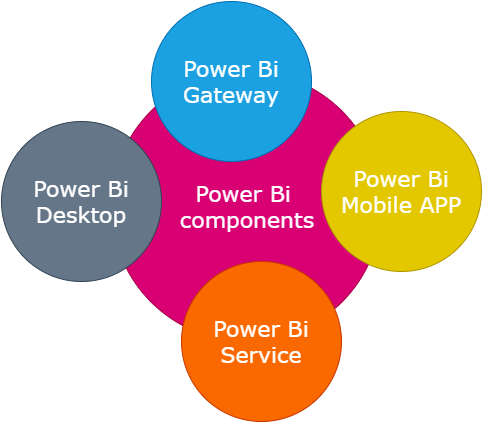 Power Bi
Gateway
Power Bi
Desktop
Power Bi
components
Power Bi
Mobile APP
Power Bi
Service